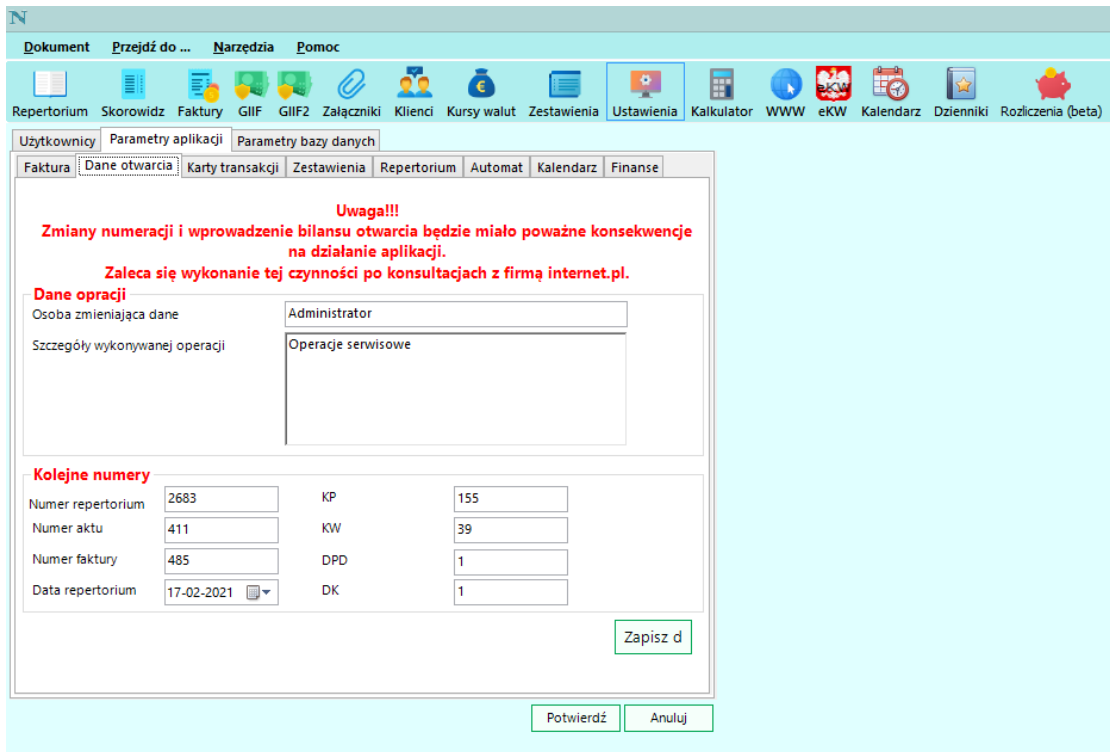 N
Dokument Przejdź do ... Narzędzia Pomoc
€
eKW
Repertorium Skorowidz Faktury GIIF GIIF2 Załączniki Klienci Kursy walut Zestawienia Ustawienia Kalkulator WWW eKW Kalendarz Dzienniki Rozliczenia (beta)
Użytkownicy Parametry aplikacji Parametry bazy danych
Faktura Dane otwarcia Karty transakcji Zestawienia Repertorium Automat Kalendarz Finanse
Uwaga!!!
Zmiany numeracji i wprowadzenie bilansu otwarcia będzie miało poważne konsekwencje
na działanie aplikacji.
Zaleca się wykonanie tej czynności po konsultacjach z firmą internet.pl.
Dane opracji
Osoba zmieniająca dane Administrator
Szczegóły wykonywanej operacji Operacje serwisowe
Kolejne numery
Numer repertorium 2683 KP 155
Numer aktu 411 KW 39
Numer faktury 485 DPD 1
Data repertorium 17-02-2021 DK 1
Zapisz d
Potwierdź Anuluj